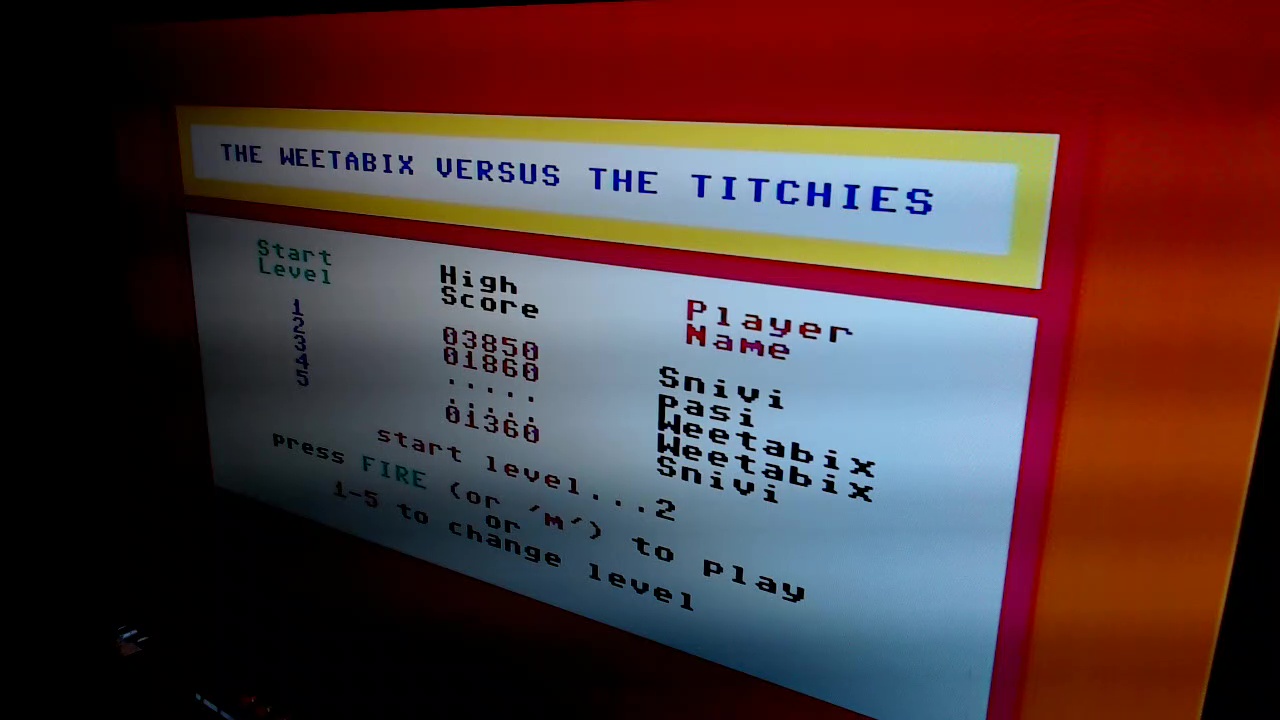 THE WEETABIX VERSUS THE TITCHIES
Start Level High Score Player Name
1 03850 Snivi
2 01860 Pasi
3 ..... Weetabix
4 ..... Weetabix
5 01360 Snivi
start level...2
press FIRE (or 'm') to play
or
1-5 to change level